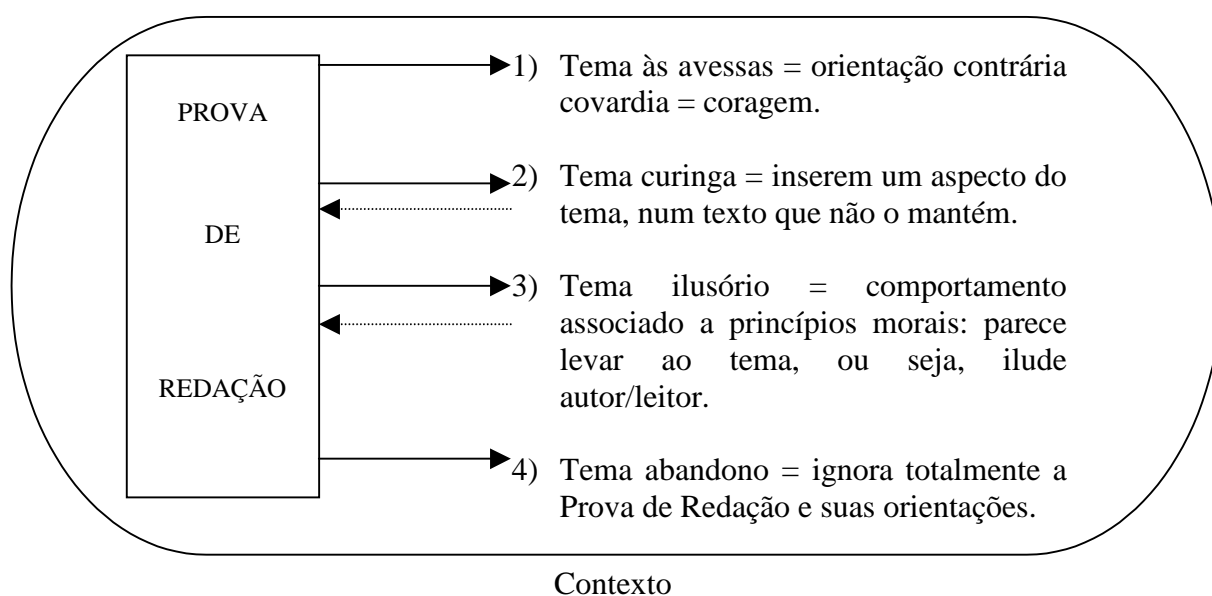 PROVA
DE
REDAÇÃO
1) Tema às avessas = orientação contrária
covardia = coragem.
2) Tema curinga = inserem um aspecto do
tema, num texto que não o mantém.
3) Tema ilusório = comportamento
associado a princípios morais: parece
levar ao tema, ou seja, ilude
autor/leitor.
4) Tema abandono = ignora totalmente a
Prova de Redação e suas orientações.
Contexto